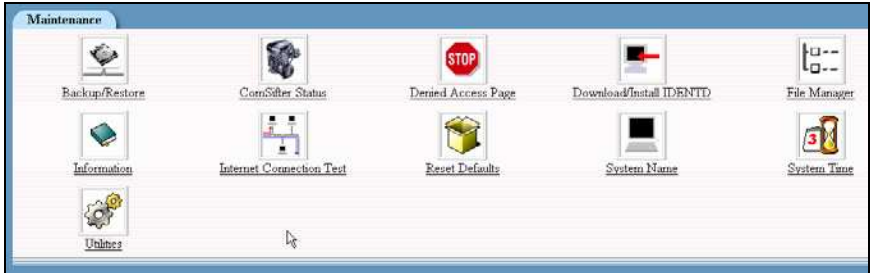 Maintenance
STOP
Backup/Restore ComSifter Status Denied Access Page Download/Install IDENTD File Manager
3
Information Internet Connection Test Reset Defaults System Name System Time
Utilities